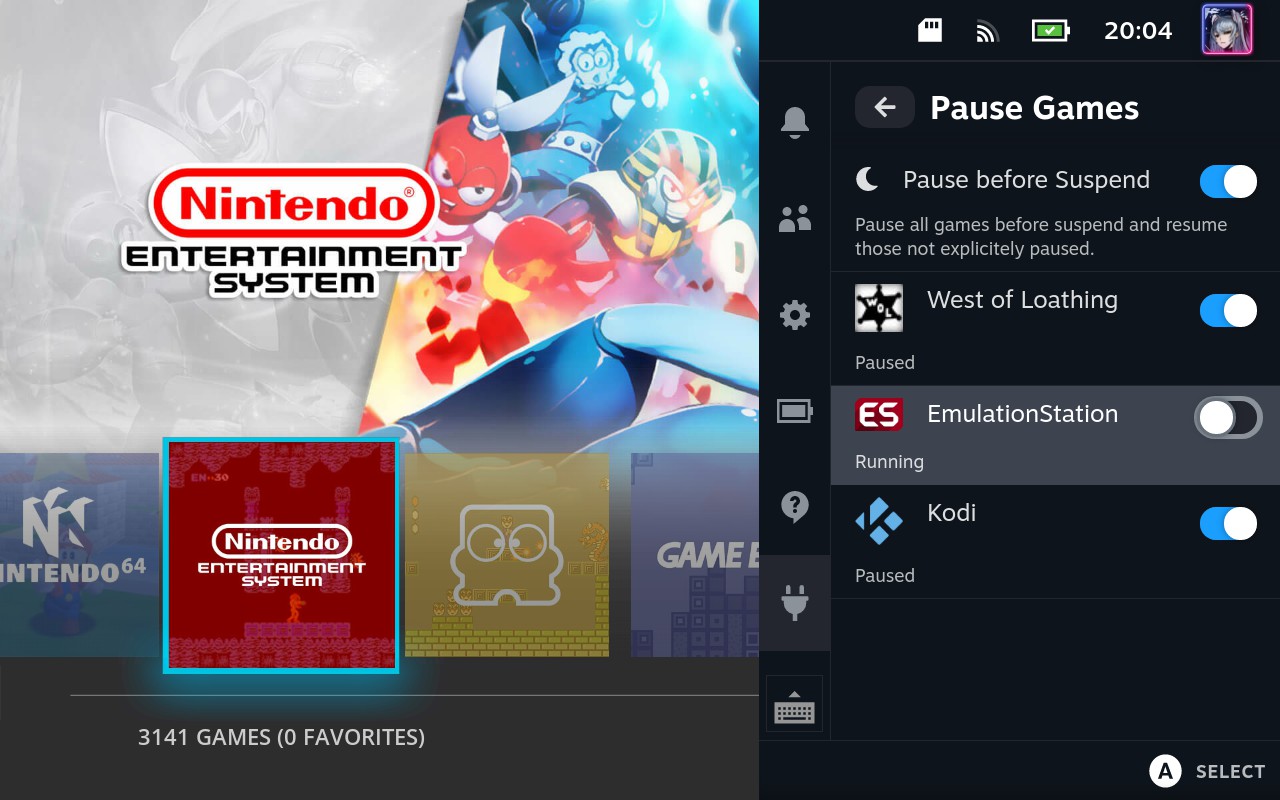 Nintendo®
ENTERTAINMENT
SYSTEM
INTENDO64
EN..30
Nintendo
ENTERTAINMENT
SYSTEM
GAME B
3141 GAMES (0 FAVORITES)
20:04
Pause Games
Pause before Suspend
Pause all games before suspend and resume
those not explicitely paused.
WOL
West of Loathing
Paused
ES
EmulationStation
Running
Kodi
Paused
A SELECT